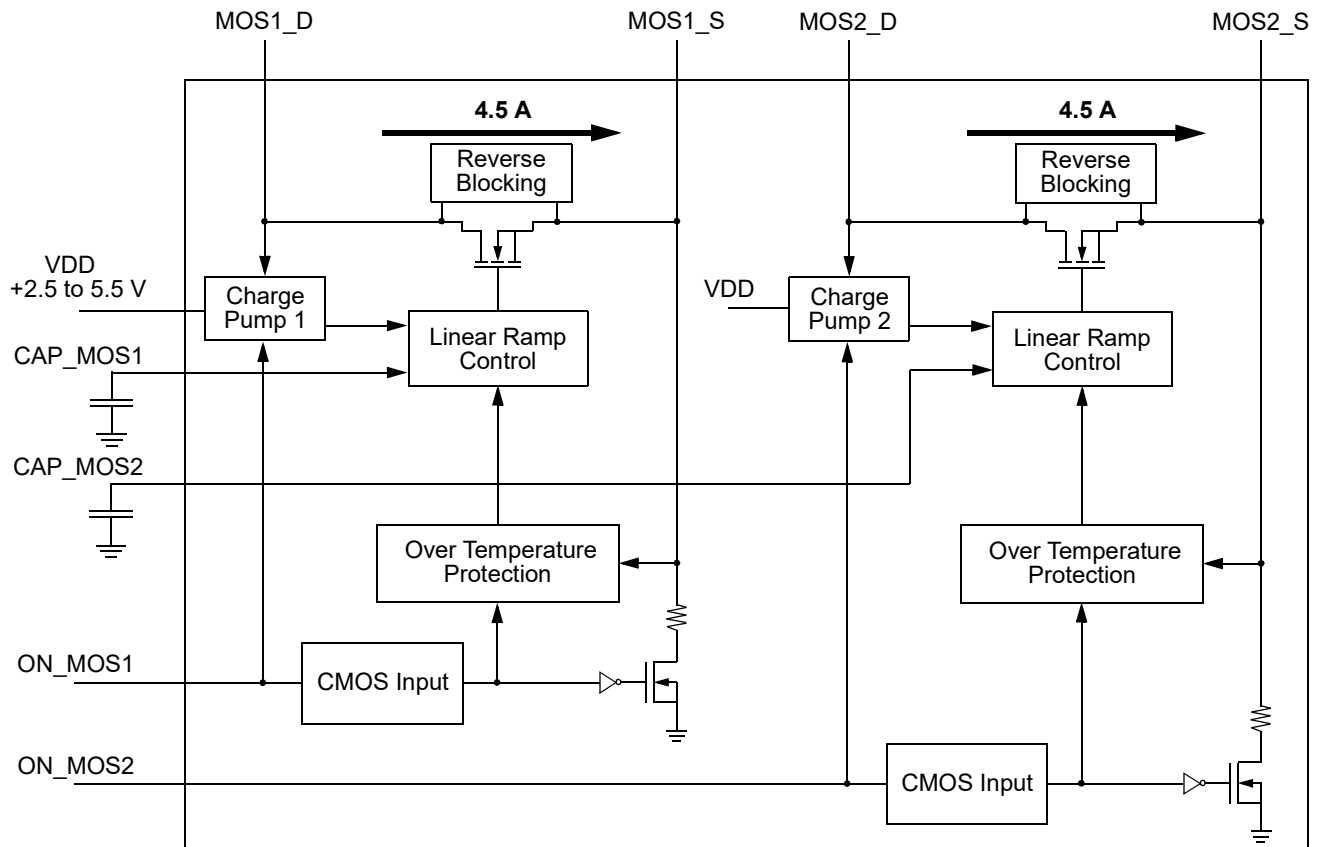 MOS1_D
MOS1_S
MOS2_D
MOS2_S
4.5 A
4.5 A
Reverse
Blocking
Reverse
Blocking
VDD
+2.5 to 5.5 V
Charge
Pump 1
VDD
Charge
Pump 2
Linear Ramp
Control
Linear Ramp
Control
CAP_MOS1
CAP_MOS2
Over Temperature
Protection
Over Temperature
Protection
ON_MOS1
CMOS Input
ON_MOS2
CMOS Input